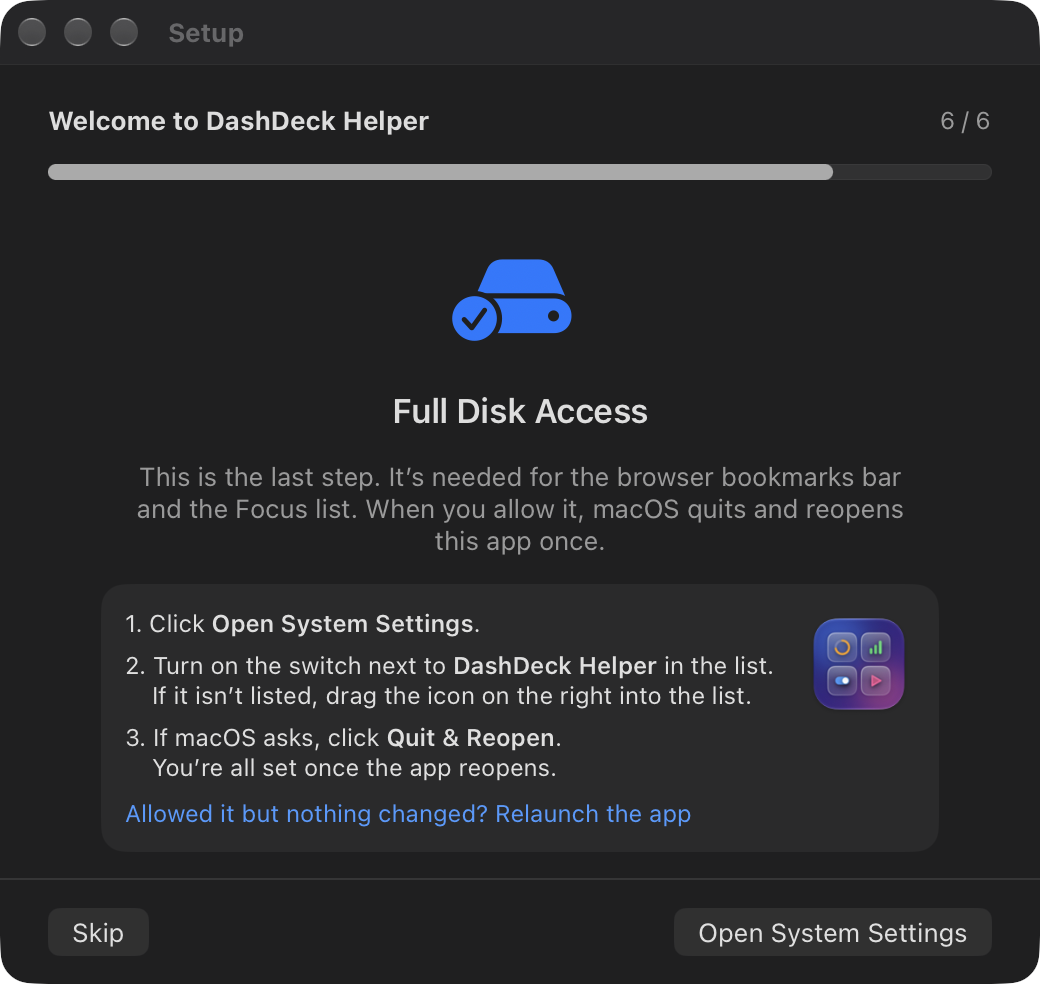 Setup
Welcome to DashDeck Helper
6 / 6
Full Disk Access
This is the last step. It’s needed for the browser bookmarks bar
and the Focus list. When you allow it, macOS quits and reopens
this app once.
1. Click Open System Settings.
2. Turn on the switch next to DashDeck Helper in the list.
If it isn’t listed, drag the icon on the right into the list.
3. If macOS asks, click Quit & Reopen.
You’re all set once the app reopens.
Allowed it but nothing changed? Relaunch the app
Skip
Open System Settings